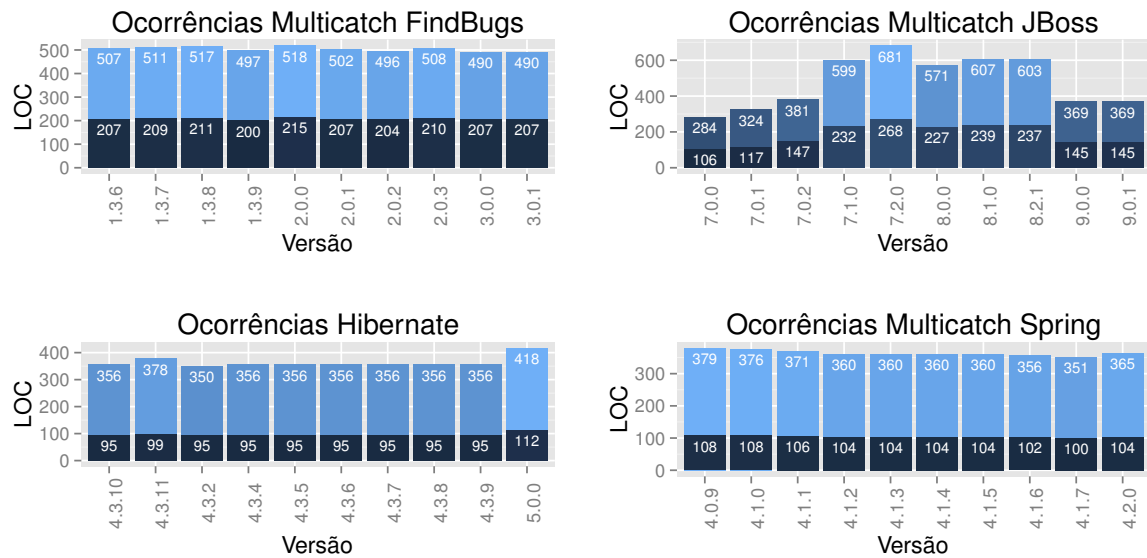 Ocorrências Multicatch FindBugs
LOC
500
400
300
200
100
0
507 511 517 497 518 502 496 508 490 490
207 209 211 200 215 207 204 210 207 207
1.3.6 1.3.7 1.3.8 1.3.9 2.0.0 2.0.1 2.0.2 2.0.3 3.0.0 3.0.1
Versão
Ocorrências Multicatch JBoss
LOC
600
400
200
0
284 324 381 599 681 571 607 603 369 369
106 117 147 232 268 227 239 237 145 145
7.0.0 7.0.1 7.0.2 7.1.0 7.2.0 8.0.0 8.1.0 8.2.1 9.0.0 9.0.1
Versão
Ocorrências Hibernate
LOC
400
300
200
100
0
356 378 350 356 356 356 356 356 356 418
95 99 95 95 95 95 95 95 95 112
4.3.10 4.3.11 4.3.2 4.3.4 4.3.5 4.3.6 4.3.7 4.3.8 4.3.9 5.0.0
Versão
Ocorrências Multicatch Spring
LOC
300
200
100
0
379 376 371 360 360 360 360 356 351 365
108 108 106 104 104 104 104 102 100 104
4.0.9 4.1.0 4.1.1 4.1.2 4.1.3 4.1.4 4.1.5 4.1.6 4.1.7 4.2.0
Versão